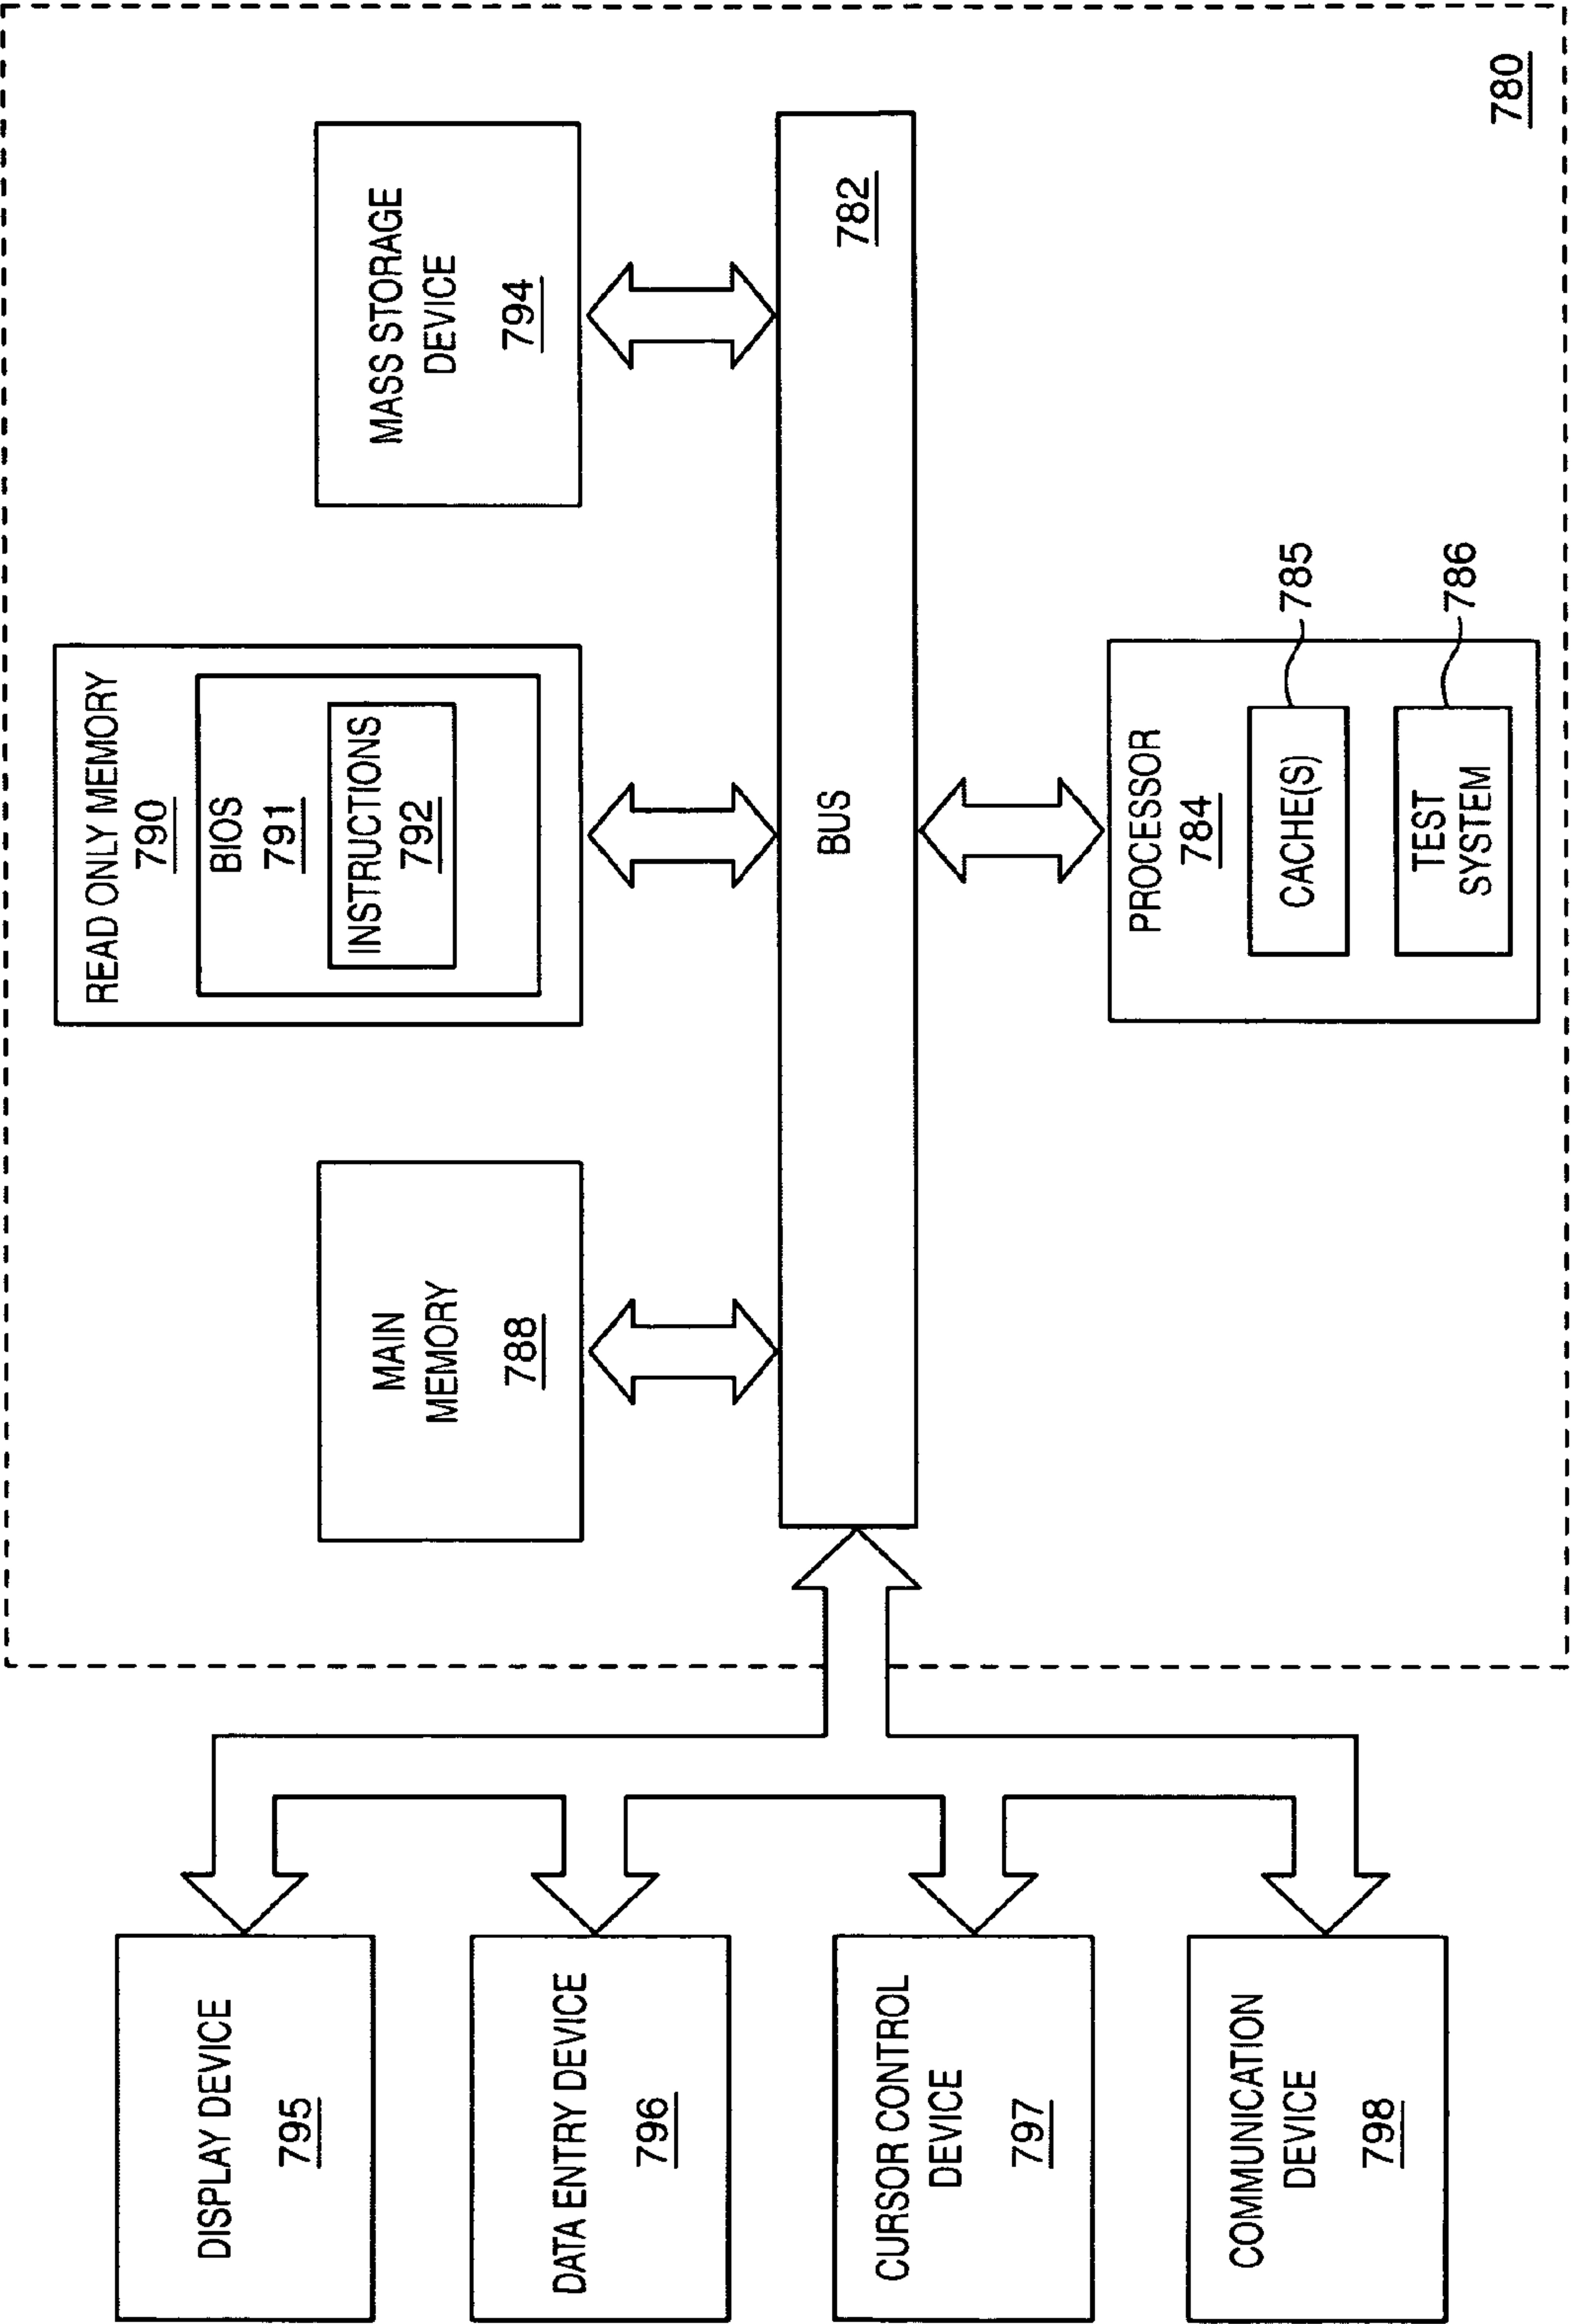 DISPLAY DEVICE
795
DATA ENTRY DEVICE
796
CURSOR CONTROL
DEVICE
797
COMMUNICATION
DEVICE
798
MAIN
MEMORY
788
READ ONLY MEMORY
790
BIOS
791
INSTRUCTIONS
792
MASS STORAGE
DEVICE
794
BUS
782
PROCESSOR
784
CACHE(S)
785
TEST
SYSTEM
786
780